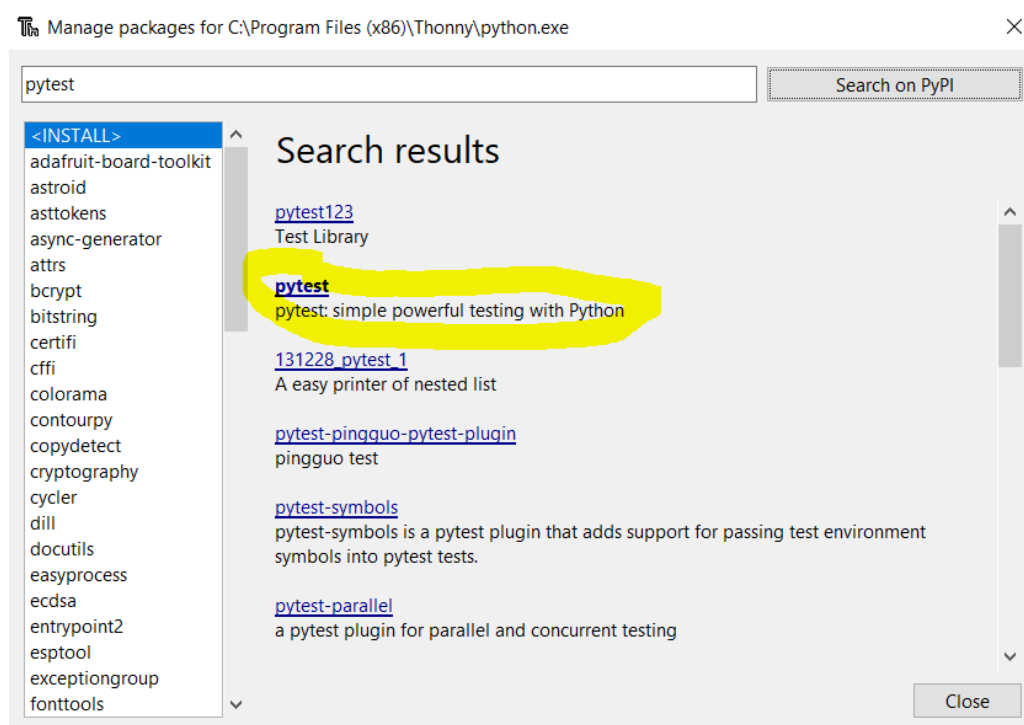 Manage packages for C:\Program Files (x86)\Thonny\python.exe
pytest
Search on PyPI
<INSTALL>
adafruit-board-toolkit
astroid
asttokens
async-generator
attrs
bcrypt
bitstring
certifi
cffi
colorama
contourpy
copydetect
cryptography
cycler
dill
docutils
easyprocess
ecdsa
entrypoint2
esptool
exceptiongroup
fonttools
Search results
pytest123
Test Library
pytest
pytest: simple powerful testing with Python
131228_pytest_1
A easy printer of nested list
pytest-pingguo-pytest-plugin
pingguo test
pytest-symbols
pytest-symbols is a pytest plugin that adds support for passing test environment
symbols into pytest tests.
pytest-parallel
a pytest plugin for parallel and concurrent testing
Close